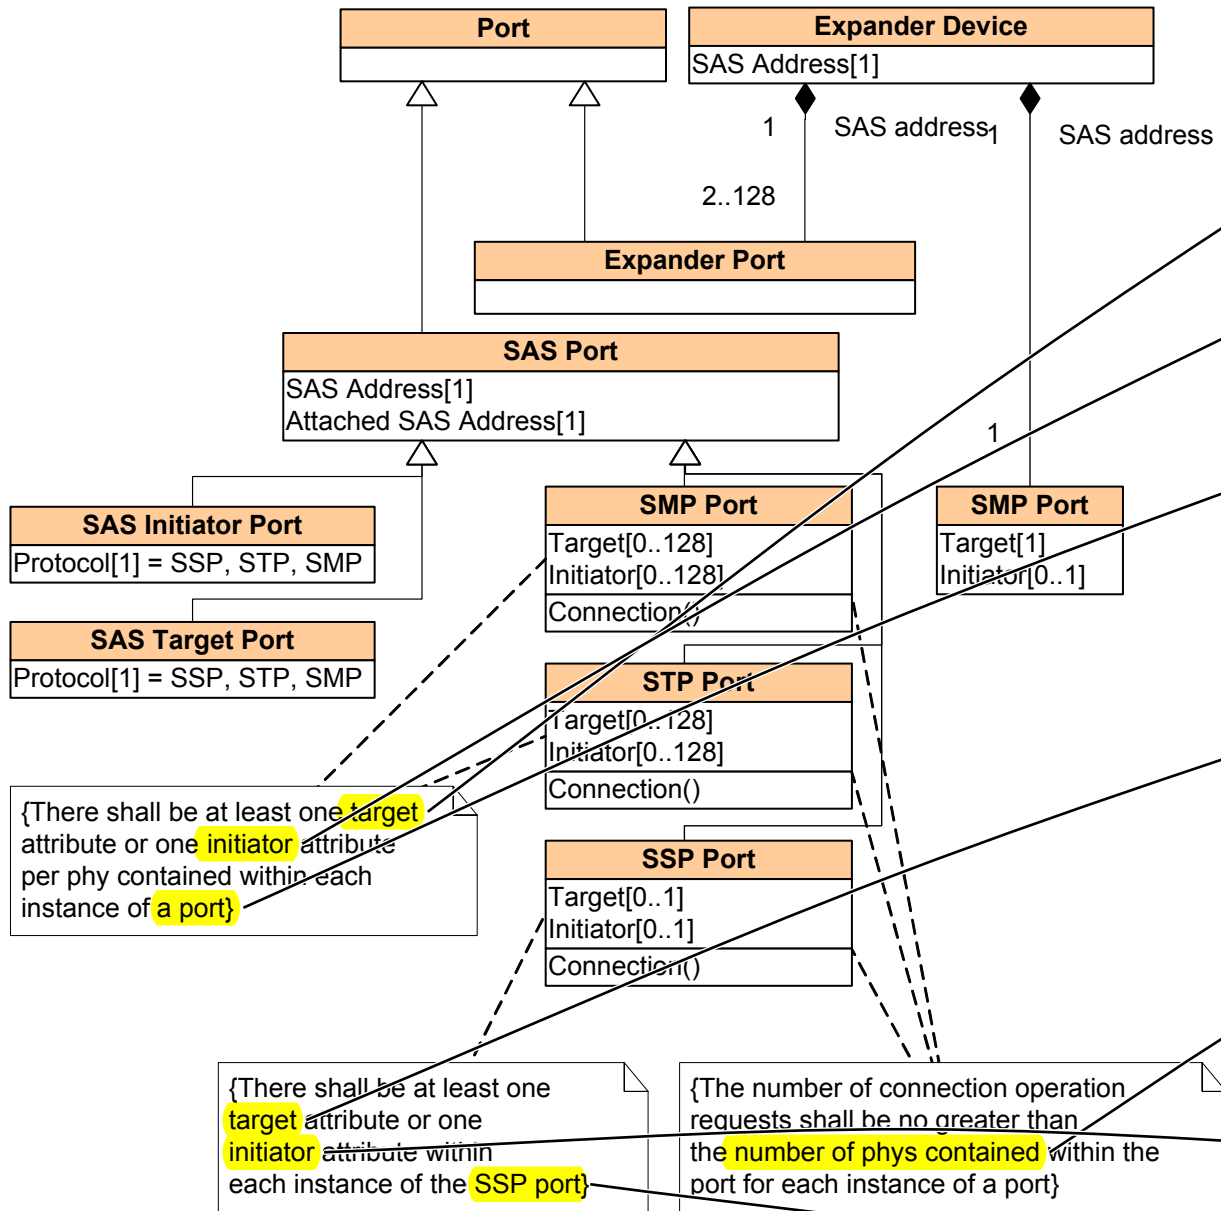 Port
Expander Device
SAS Address[1]
1
SAS address
1
SAS address
2..128
Expander Port
SAS Port
SAS Address[1]
Attached SAS Address[1]
1
SAS Initiator Port
Protocol[1] = SSP, STP, SMP
SAS Target Port
Protocol[1] = SSP, STP, SMP
SMP Port
Target[0..128]
Initiator[0..128]
Connection()
SMP Port
Target[1]
Initiator[0..1]
STP Port
Target[0..128]
Initiator[0..128]
Connection()
{There shall be at least one target
attribute or one initiator attribute
per phy contained within each
instance of a port}
SSP Port
Target[0..1]
Initiator[0..1]
Connection()
{There shall be at least one
target attribute or one
initiator attribute within
each instance of the SSP port}
{The number of connection operation
requests shall be no greater than
the number of phys contained within the
port for each instance of a port}